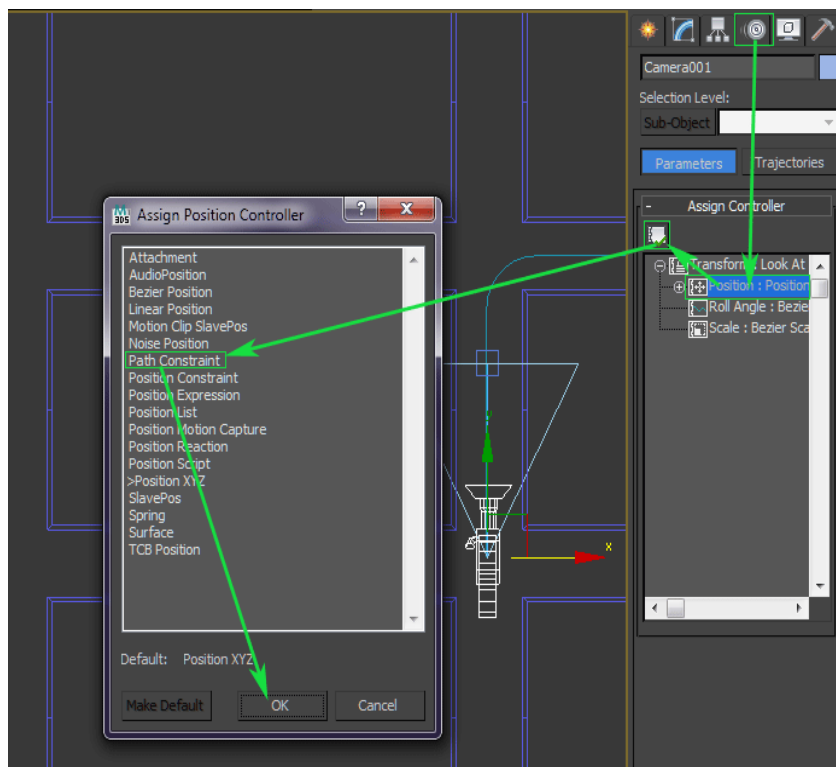 Camera001
Selection Level:
Sub-Object
Parameters
Trajectories
- Assign Controller
Transform : Look At
Position : Position
Roll Angle : Bezie
Scale : Bezier Sca
3DS
Assign Position Controller
? X
Attachment
AudioPosition
Bezier Position
Linear Position
Motion Clip SlavePos
Noise Position
Path Constraint
Position Constraint
Position Expression
Position List
Position Motion Capture
Position Reaction
Position Script
>Position XYZ
SlavePos
Spring
Surface
TCB Position
Default: Position XYZ
Make Default
OK
Cancel
x